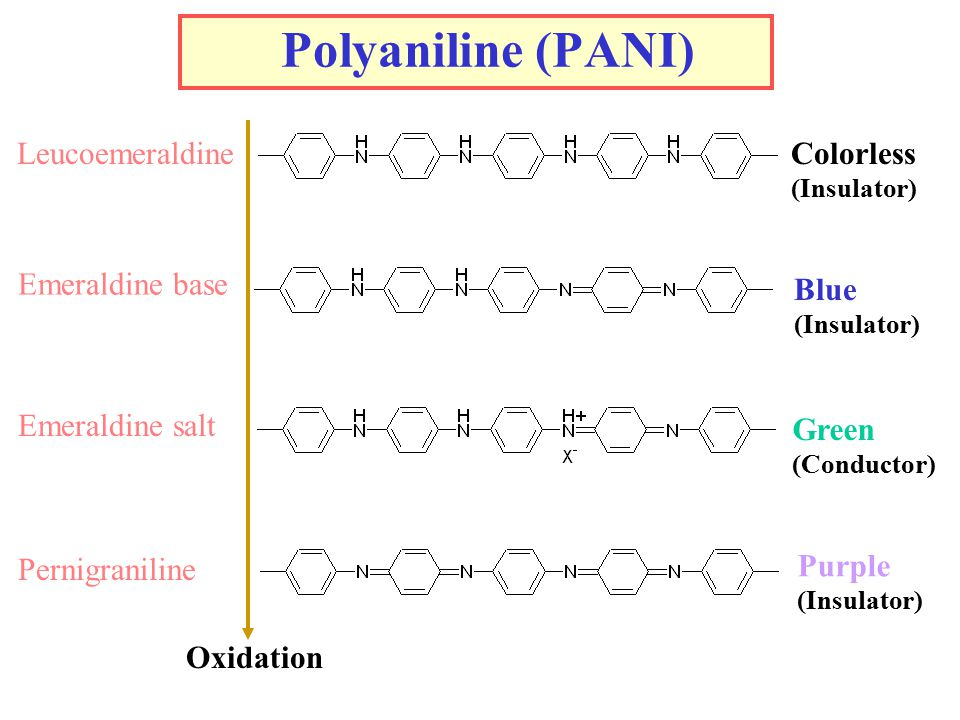 Polyaniline (PANI)
Leucoemeraldine
H H H H
N N N N
Colorless
(Insulator)
Emeraldine base
H H
N N N N
Blue
(Insulator)
Emeraldine salt
H H H+
N N N N
X-
Green
(Conductor)
Pernigraniline
N N N N
Purple
(Insulator)
Oxidation